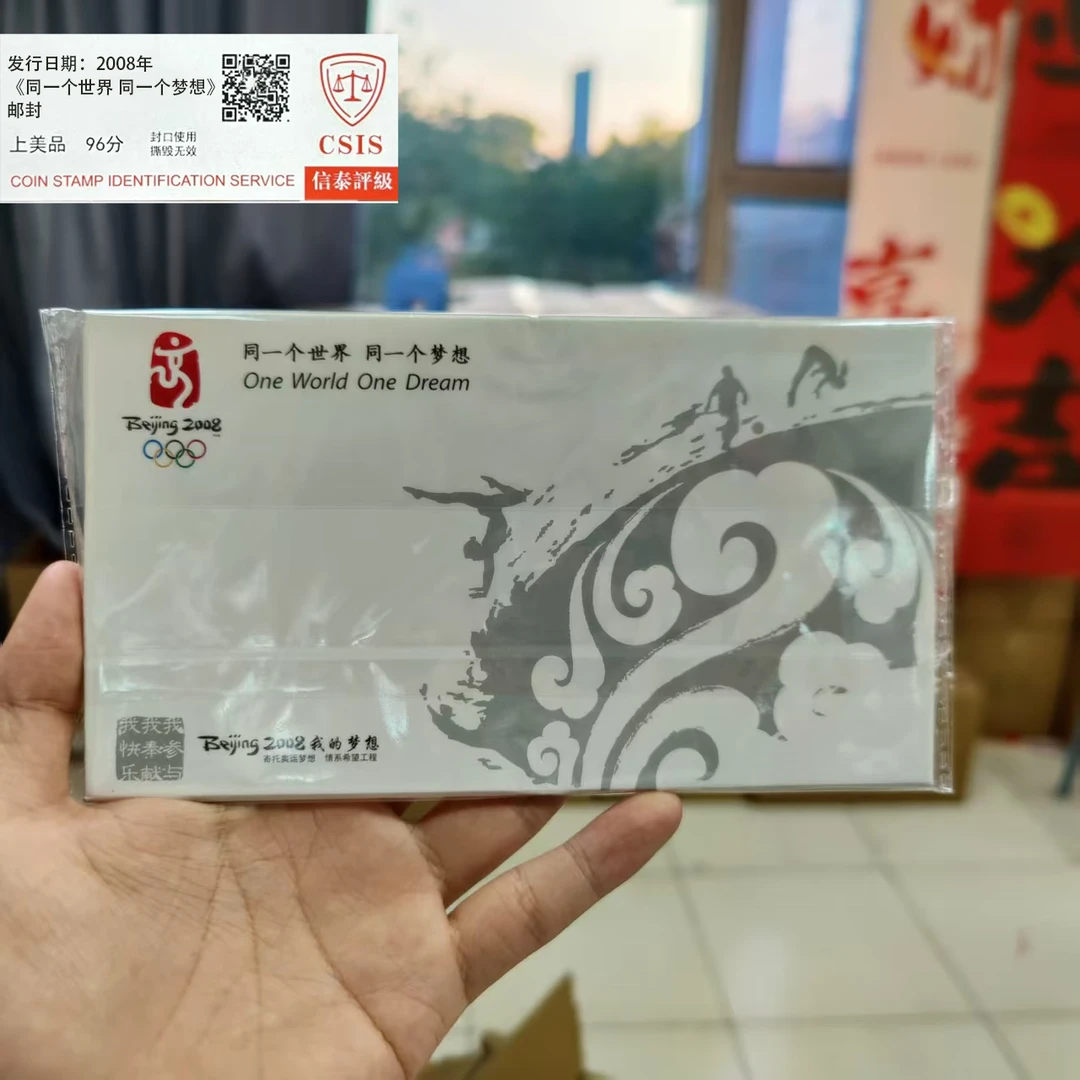 发行日期：2008年
《同一个世界 同一个梦想》
邮封
上美品 96分
封口使用
撕毁无效
CSIS
COIN STAMP IDENTIFICATION SERVICE
信泰評級
同一个世界 同一个梦想
One World One Dream
Beijing 2008
我我我
快奉参
乐献与
Beijing 2008 我的梦想
寄托奥运梦想 情系希望工程
京
大
吉